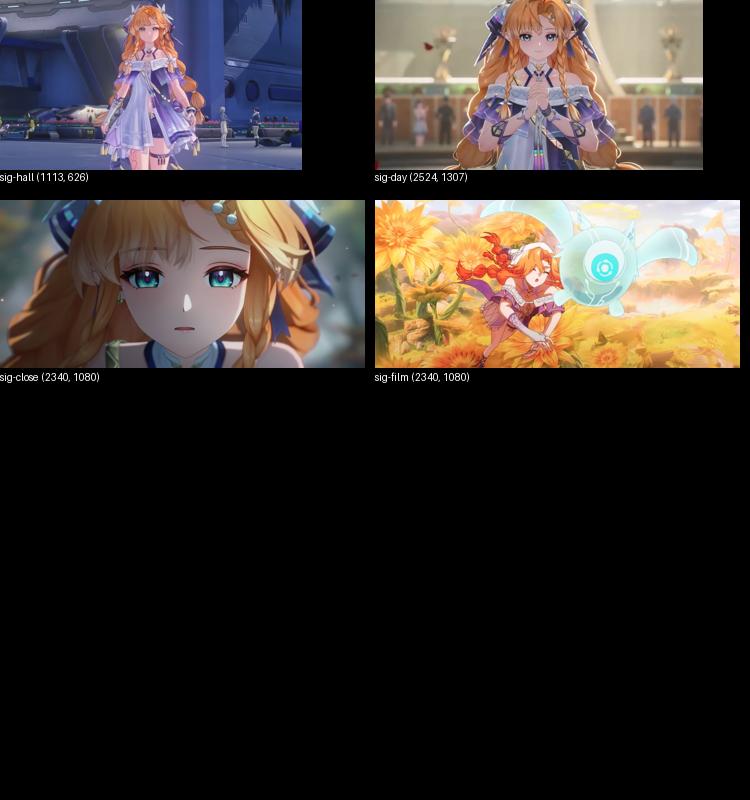 sig-hall (1113, 626)
sig-day (2524, 1307)
sig-close (2340, 1080)
sig-film (2340, 1080)